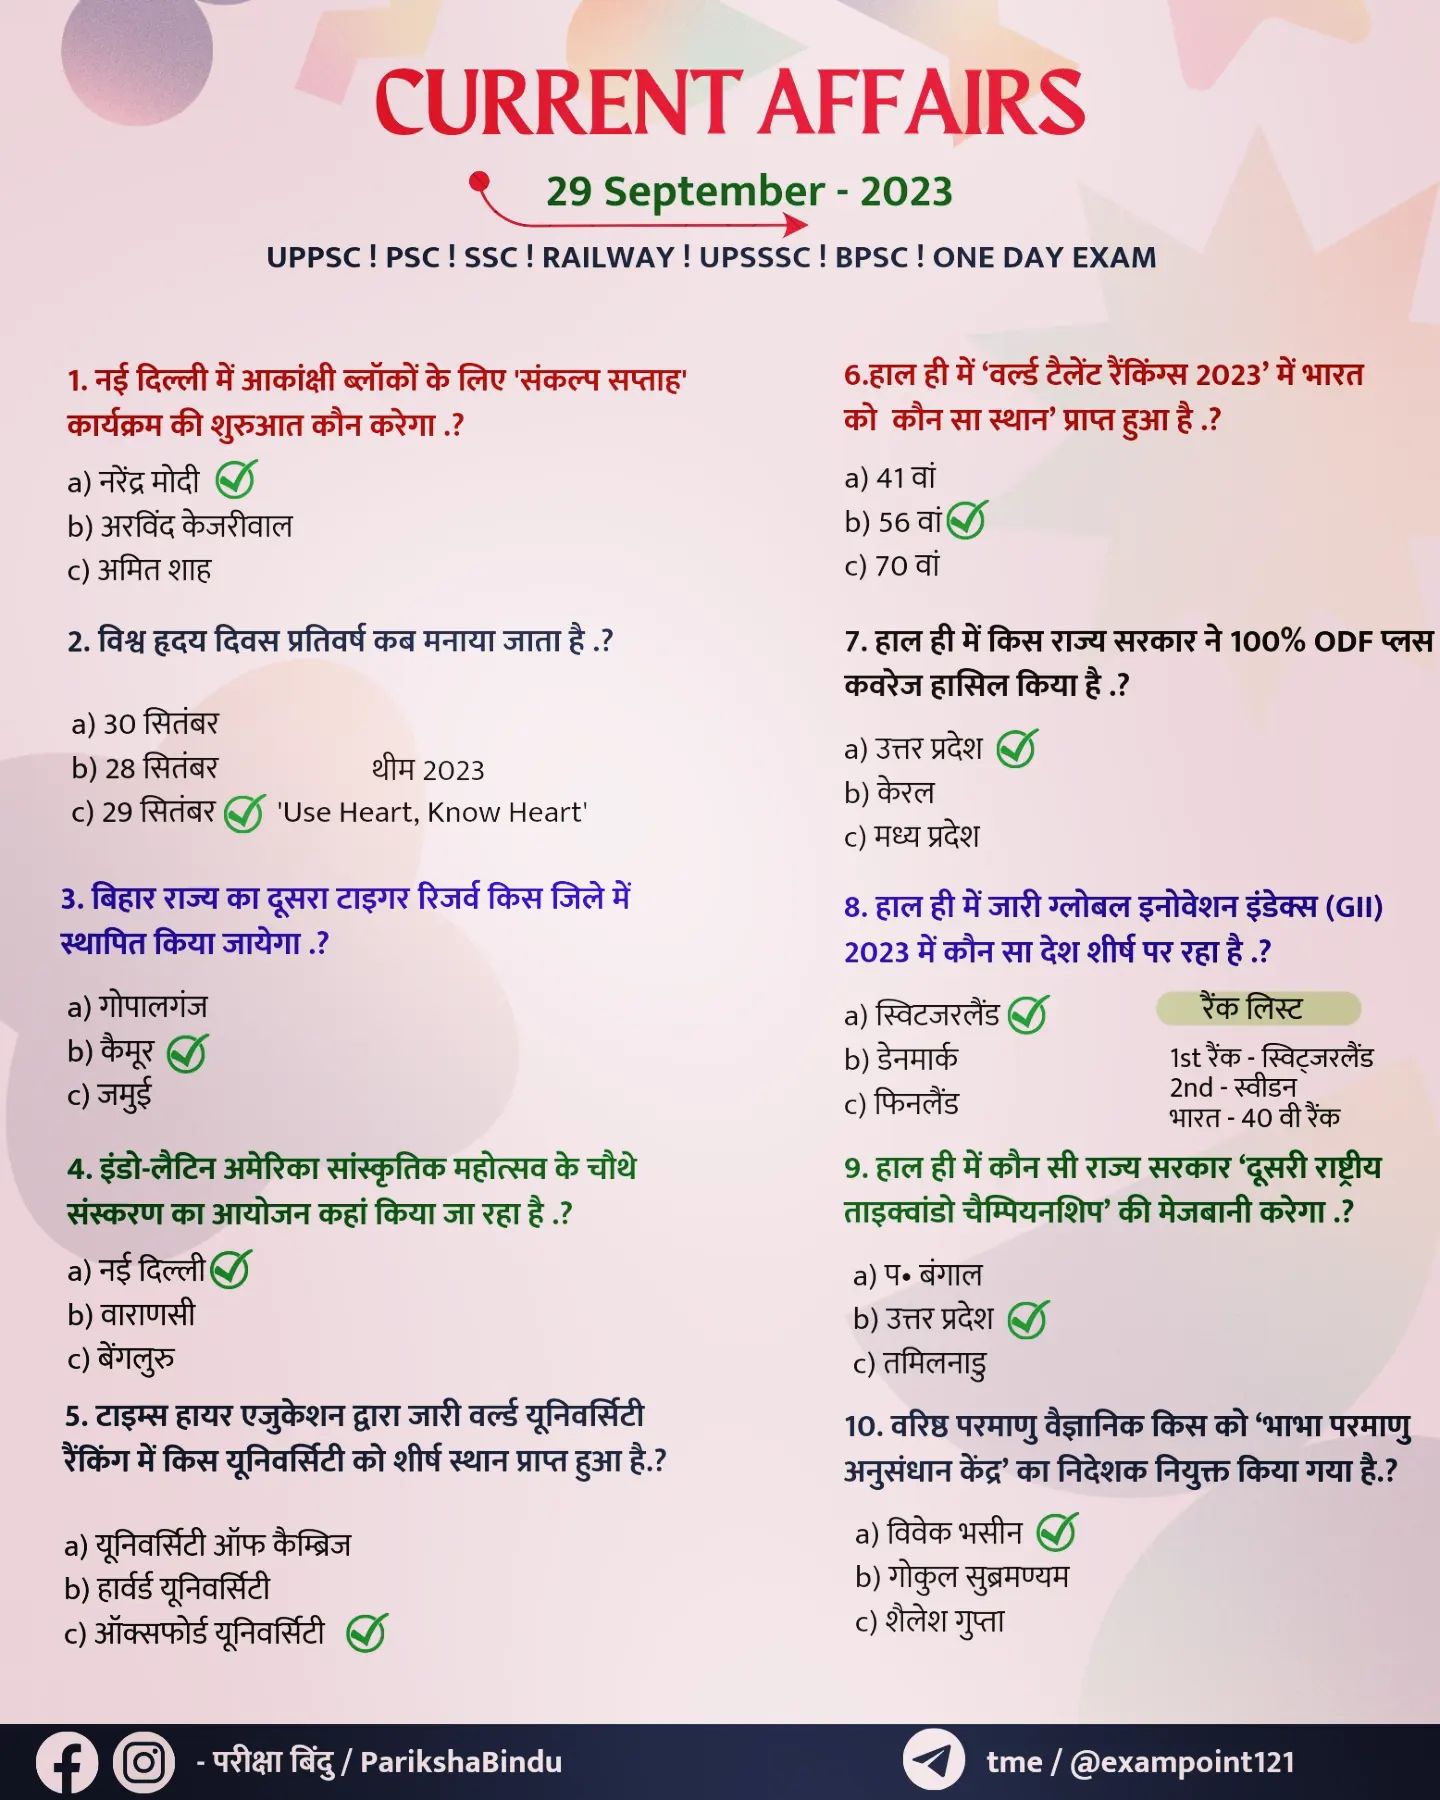 CURRENT AFFAIRS
29 September - 2023
UPPSC ! PSC ! SSC ! RAILWAY ! UPSSSC ! BPSC ! ONE DAY EXAM
1. नई दिल्ली में आकांक्षी ब्लॉकों के लिए 'संकल्प सप्ताह'
कार्यक्रम की शुरुआत कौन करेगा .?
a) नरेंद्र मोदी
b) अरविंद केजरीवाल
c) अमित शाह
2. विश्व हृदय दिवस प्रतिवर्ष कब मनाया जाता है .?
a) 30 सितंबर
b) 28 सितंबर
थीम 2023
c) 29 सितंबर
'Use Heart, Know Heart'
3. बिहार राज्य का दूसरा टाइगर रिजर्व किस जिले में
स्थापित किया जायेगा .?
a) गोपालगंज
b) कैमूर
c) जमुई
4. इंडो-लैटिन अमेरिका सांस्कृतिक महोत्सव के चौथे
संस्करण का आयोजन कहां किया जा रहा है .?
a) नई दिल्ली
b) वाराणसी
c) बेंगलुरु
5. टाइम्स हायर एजुकेशन द्वारा जारी वर्ल्ड यूनिवर्सिटी
रैंकिंग में किस यूनिवर्सिटी को शीर्ष स्थान प्राप्त हुआ है.?
a) यूनिवर्सिटी ऑफ कैम्ब्रिज
b) हार्वर्ड यूनिवर्सिटी
c) ऑक्सफोर्ड यूनिवर्सिटी
6.हाल ही में ‘वर्ल्ड टैलेंट रैंकिंग्स 2023’ में भारत
को कौन सा स्थान’ प्राप्त हुआ है .?
a) 41 वां
b) 56 वां
c) 70 वां
7. हाल ही में किस राज्य सरकार ने 100% ODF प्लस
कवरेज हासिल किया है .?
a) उत्तर प्रदेश
b) केरल
c) मध्य प्रदेश
8. हाल ही में जारी ग्लोबल इनोवेशन इंडेक्स (GII)
2023 में कौन सा देश शीर्ष पर रहा है .?
a) स्विटजरलैंड
b) डेनमार्क
c) फिनलैंड
रैंक लिस्ट
1st रैंक - स्विट्जरलैंड
2nd - स्वीडन
भारत - 40 वी रैंक
9. हाल ही में कौन सी राज्य सरकार ‘दूसरी राष्ट्रीय
ताइक्वांडो चैम्पियनशिप’ की मेजबानी करेगा .?
a) प• बंगाल
b) उत्तर प्रदेश
c) तमिलनाडु
10. वरिष्ठ परमाणु वैज्ञानिक किस को ‘भाभा परमाणु
अनुसंधान केंद्र’ का निदेशक नियुक्त किया गया है.?
a) विवेक भसीन
b) गोकुल सुब्रमण्यम
c) शैलेश गुप्ता
- परीक्षा बिंदु / ParikshaBindu
tme / @exampoint121